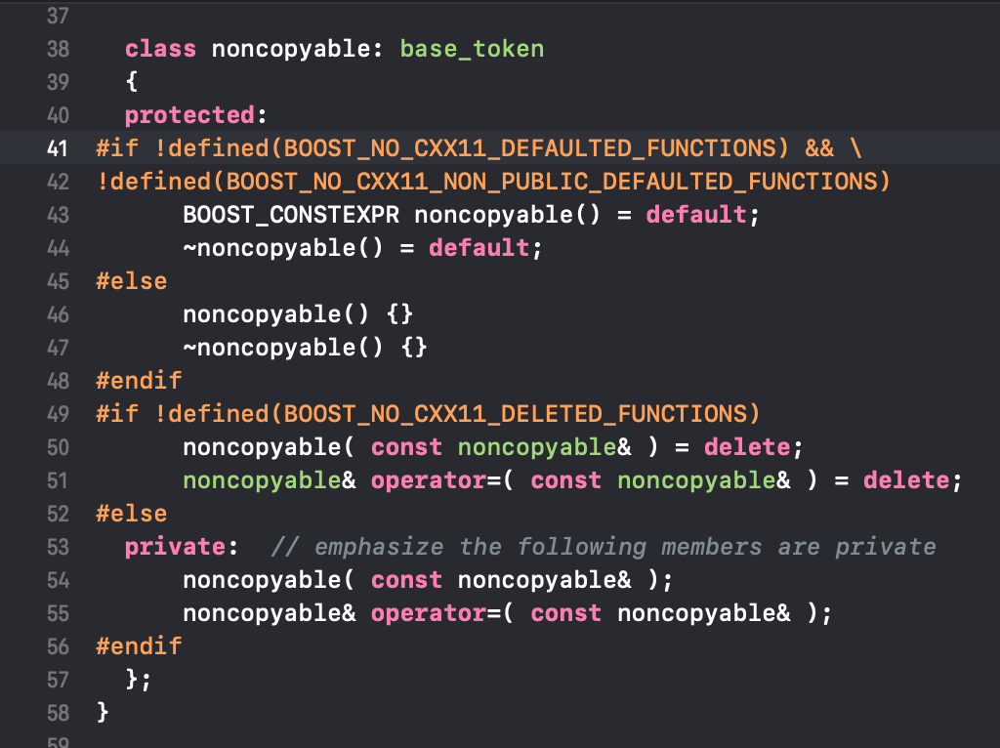 37
38 class noncopyable: base_token
39 {
40 protected:
41 #if !defined(BOOST_NO_CXX11_DEFAULTED_FUNCTIONS) && \
42 !defined(BOOST_NO_CXX11_NON_PUBLIC_DEFAULTED_FUNCTIONS)
43 BOOST_CONSTEXPR noncopyable() = default;
44 ~noncopyable() = default;
45 #else
46 noncopyable() {}
47 ~noncopyable() {}
48 #endif
49 #if !defined(BOOST_NO_CXX11_DELETED_FUNCTIONS)
50 noncopyable( const noncopyable& ) = delete;
51 noncopyable& operator=( const noncopyable& ) = delete;
52 #else
53 private: // emphasize the following members are private
54 noncopyable( const noncopyable& );
55 noncopyable& operator=( const noncopyable& );
56 #endif
57 };
58 }
59